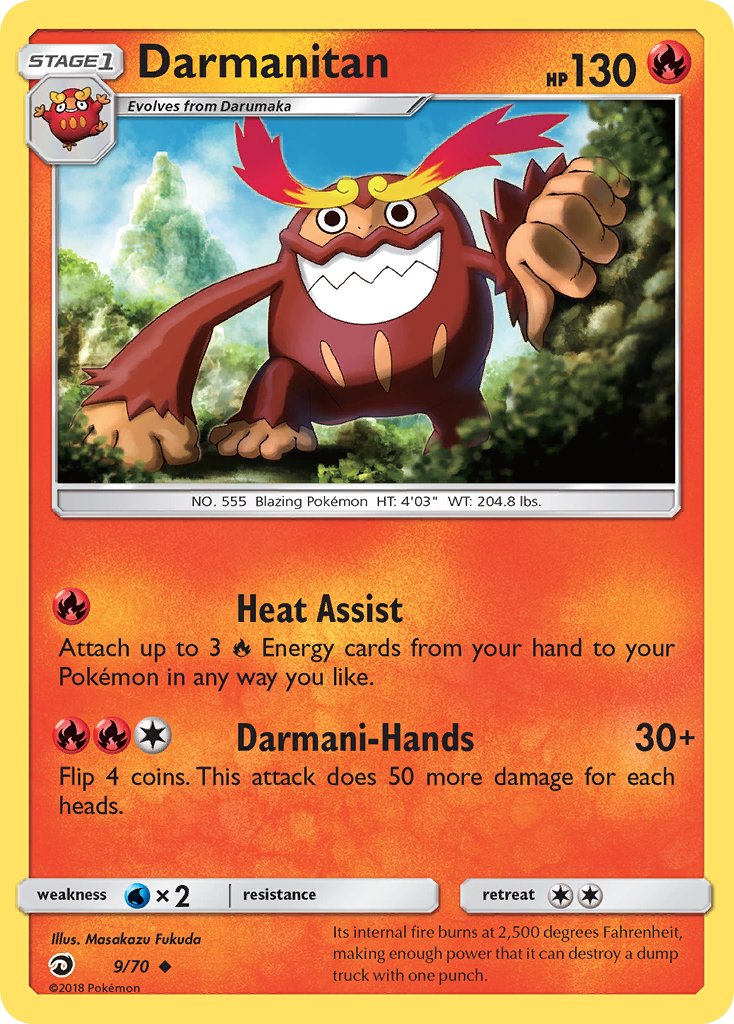 STAGE1
Darmanitan
HP 130
Evolves from Darumaka
NO. 555 Blazing Pokémon HT: 4'03" WT: 204.8 lbs.
Heat Assist
Attach up to 3 Energy cards from your hand to your
Pokémon in any way you like.
Darmani-Hands 30+
Flip 4 coins. This attack does 50 more damage for each
heads.
weakness ×2 resistance retreat
Illus. Masakazu Fukuda
9/70
©2018 Pokémon
Its internal fire burns at 2,500 degrees Fahrenheit,
making enough power that it can destroy a dump
truck with one punch.